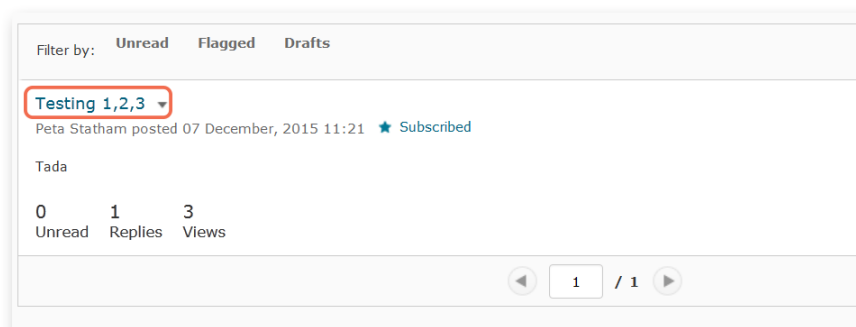 Filter by: Unread Flagged Drafts
Testing 1,2,3
Peta Statham posted 07 December, 2015 11:21 Subscribed
Tada
0 1 3
Unread Replies Views
1 / 1